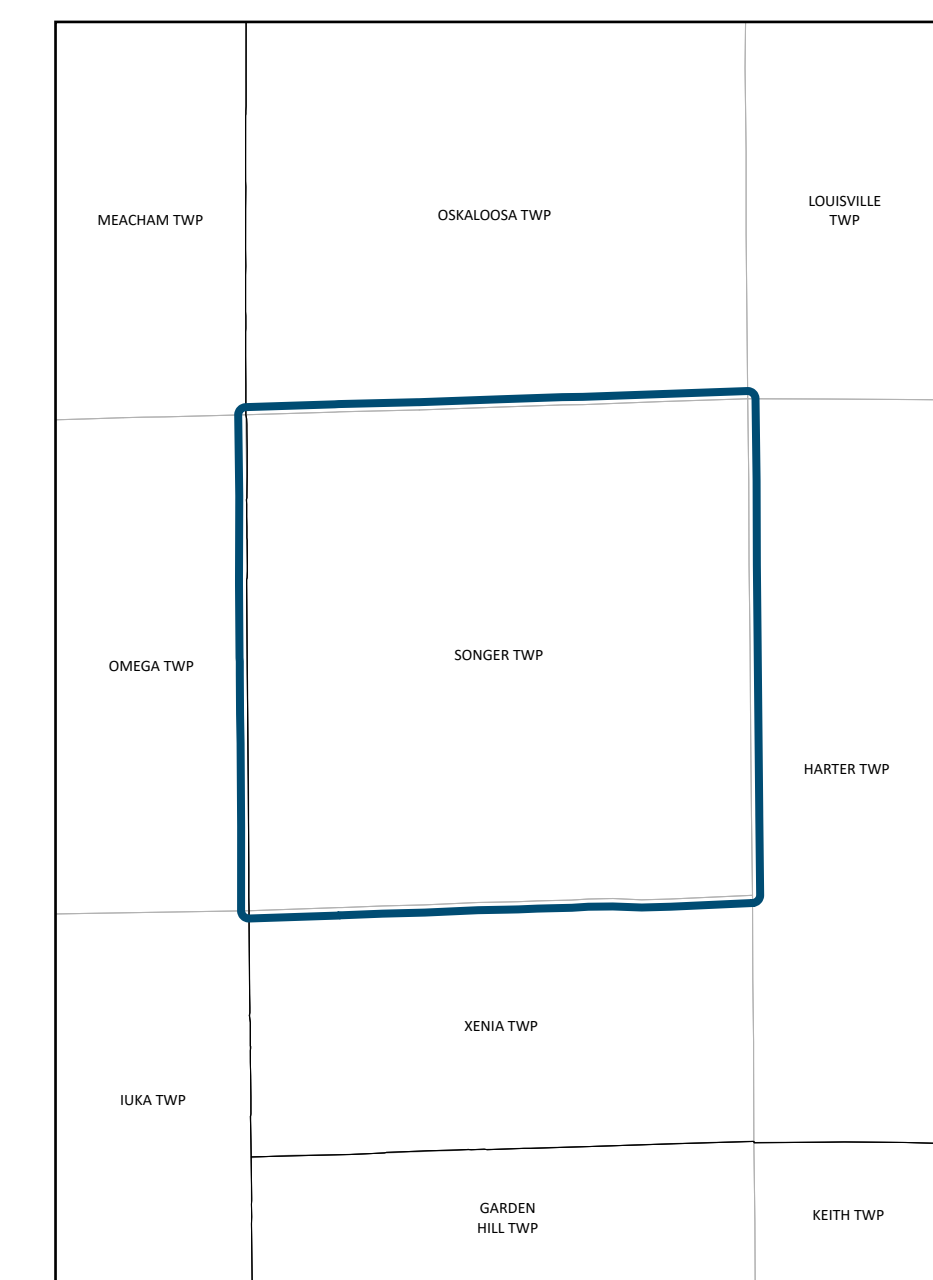 MEACHAM TWP
OSKALOOSA TWP
LOUISVILLE
TWP
OMEGA TWP
SONGER TWP
HARTER TWP
XENIA TWP
IUKA TWP
GARDEN
HILL TWP
KEITH TWP